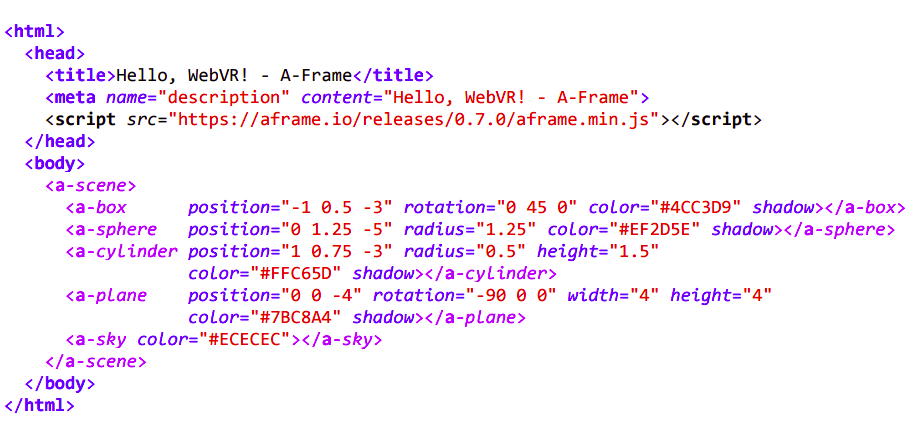 <html>
  <head>
    <title>Hello, WebVR! - A-Frame</title>
    <meta name="description" content="Hello, WebVR! - A-Frame">
    <script src="https://aframe.io/releases/0.7.0/aframe.min.js"></script>
  </head>
  <body>
    <a-scene>
      <a-box      position="-1 0.5 -3" rotation="0 45 0" color="#4CC3D9" shadow></a-box>
      <a-sphere   position="0 1.25 -5" radius="1.25" color="#EF2D5E" shadow></a-sphere>
      <a-cylinder position="1 0.75 -3" radius="0.5" height="1.5"
                  color="#FFC65D" shadow></a-cylinder>
      <a-plane    position="0 0 -4" rotation="-90 0 0" width="4" height="4"
                  color="#7BC8A4" shadow></a-plane>
      <a-sky color="#ECECEC"></a-sky>
    </a-scene>
  </body>
</html>